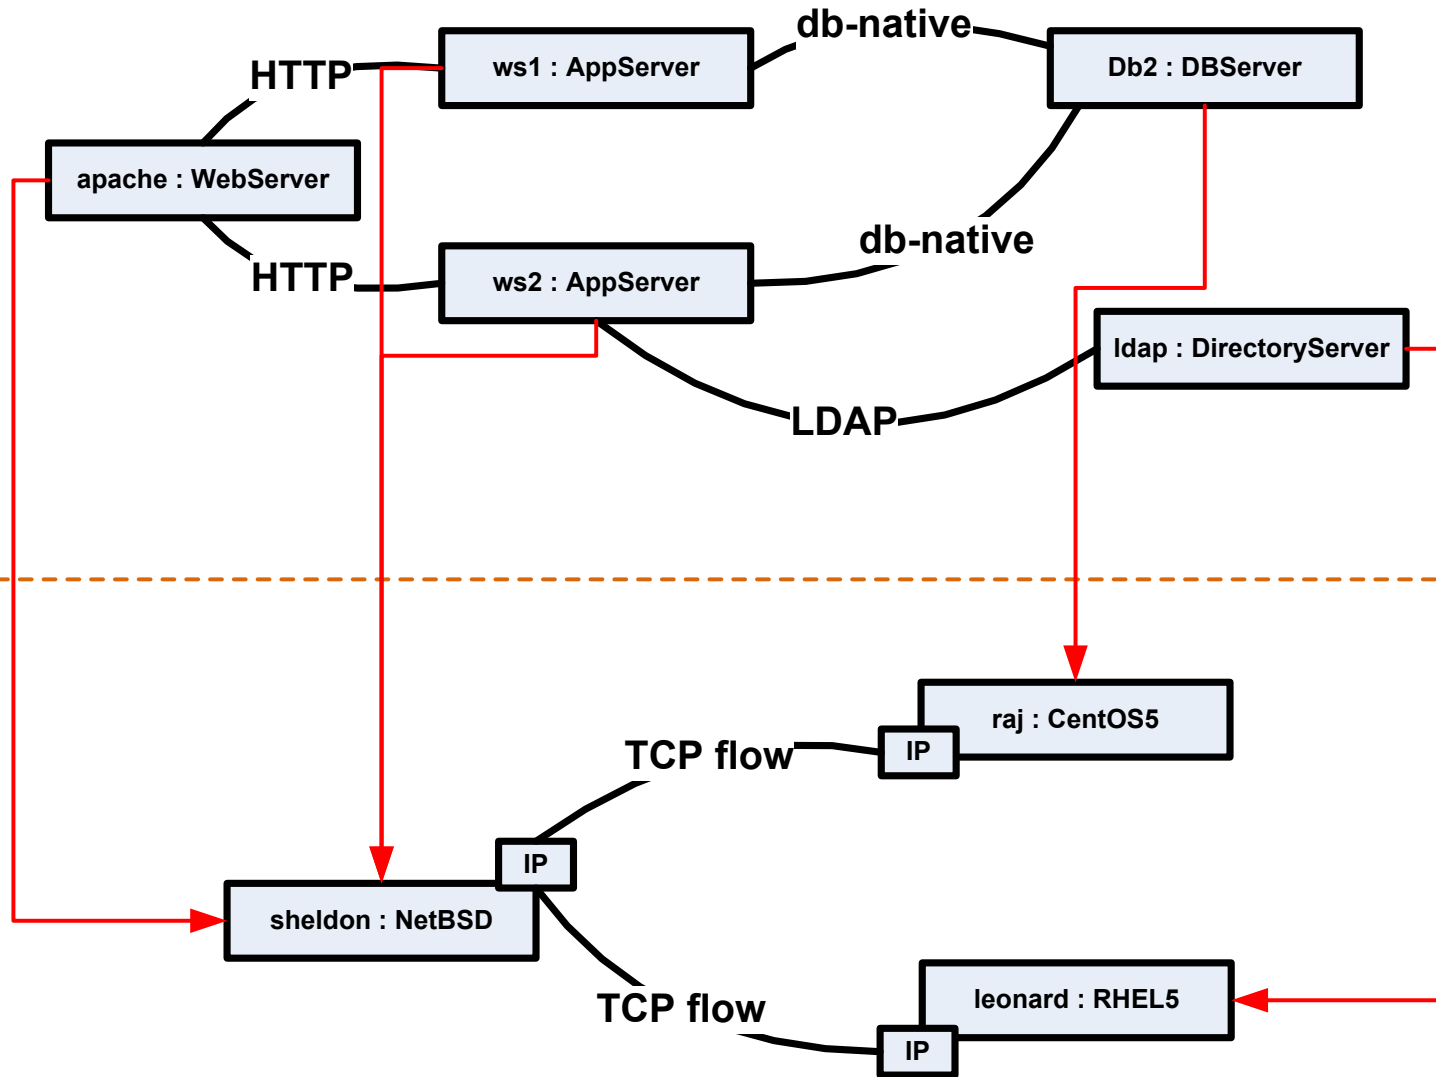 db-native
HTTP
ws1 : AppServer
Db2 : DBServer
apache : WebServer
db-native
HTTP
ws2 : AppServer
ldap : DirectoryServer
LDAP
raj : CentOS5
IP
TCP flow
IP
sheldon : NetBSD
leonard : RHEL5
TCP flow
IP